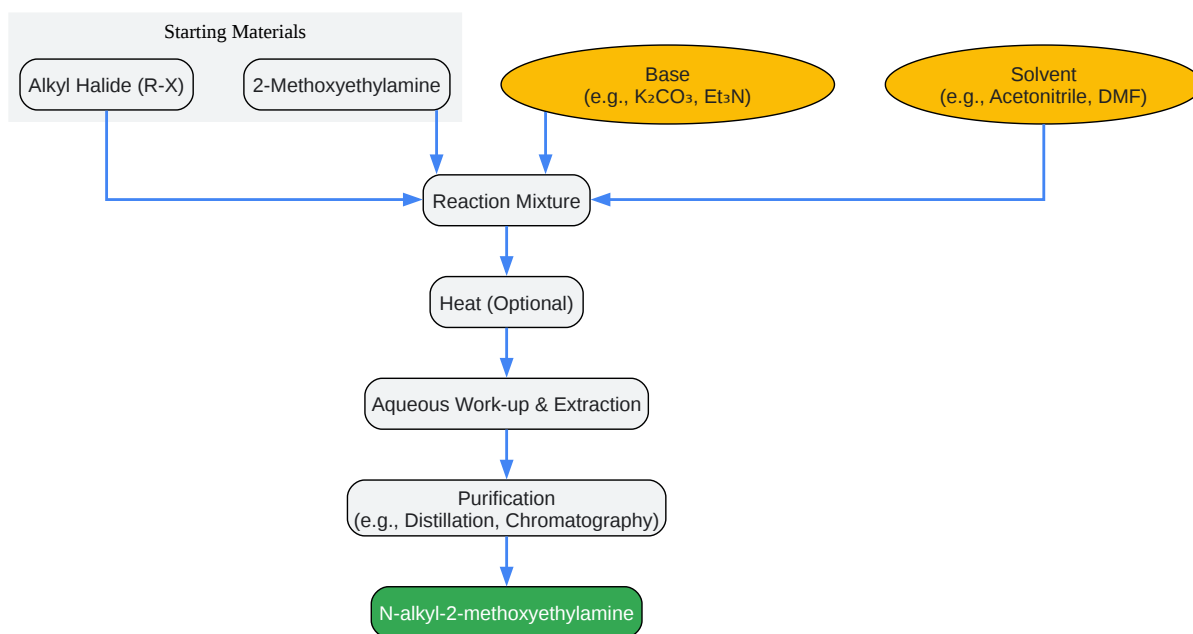 Starting Materials
Alkyl Halide (R-X)
2-Methoxyethylamine
Base
(e.g., K₂CO₃, Et₃N)
Solvent
(e.g., Acetonitrile, DMF)
Reaction Mixture
Heat (Optional)
Aqueous Work-up & Extraction
Purification
(e.g., Distillation, Chromatography)
N-alkyl-2-methoxyethylamine